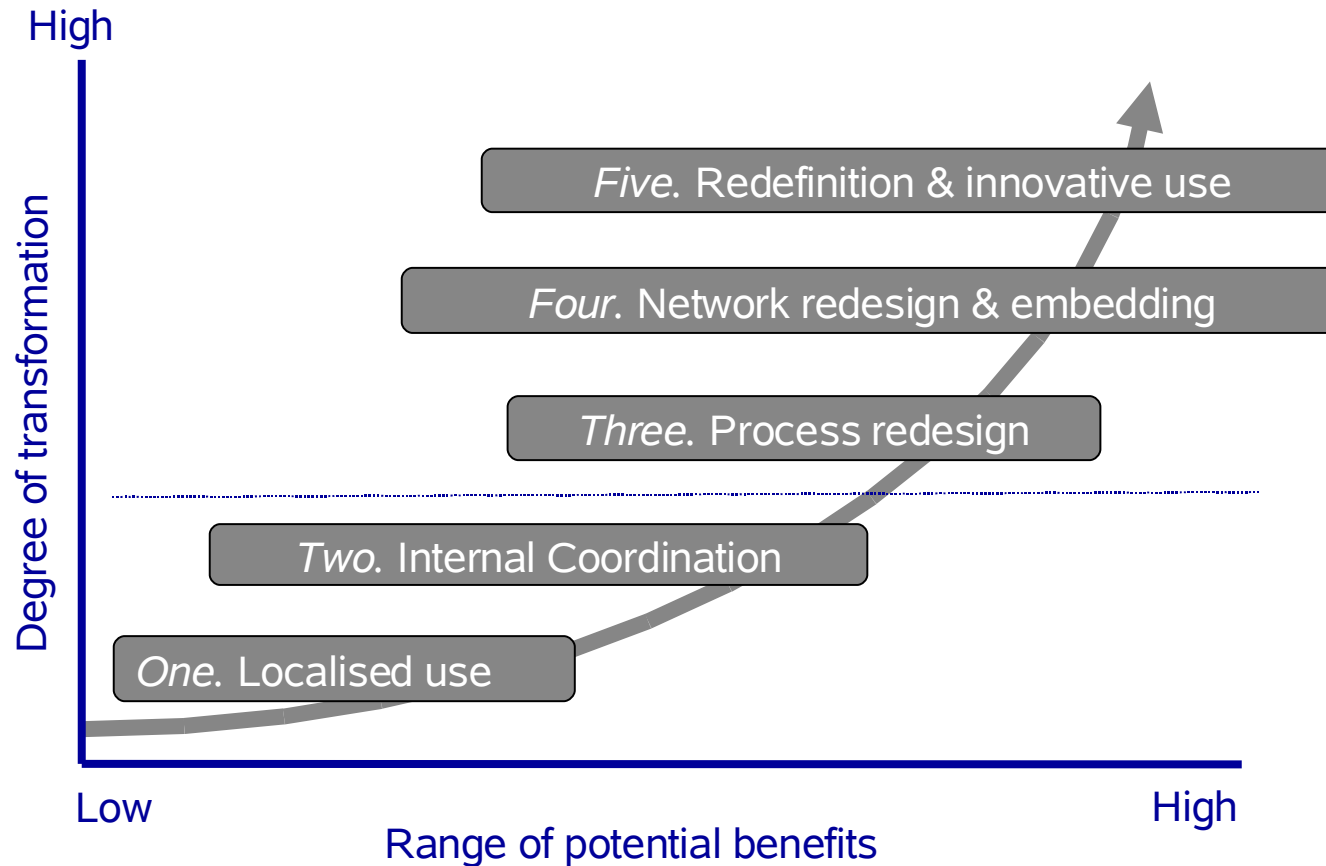 High
Five. Redefinition & innovative use
Four. Network redesign & embedding
Three. Process redesign
Two. Internal Coordination
One. Localised use
Degree of transformation
Low
High
Range of potential benefits